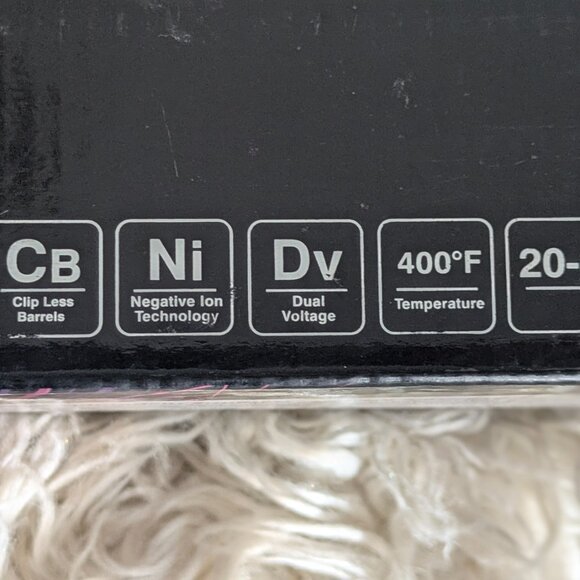 CB
Clip Less
Barrels
Ni
Negative Ion
Technology
Dv
Dual
Voltage
400°F
Temperature
20-